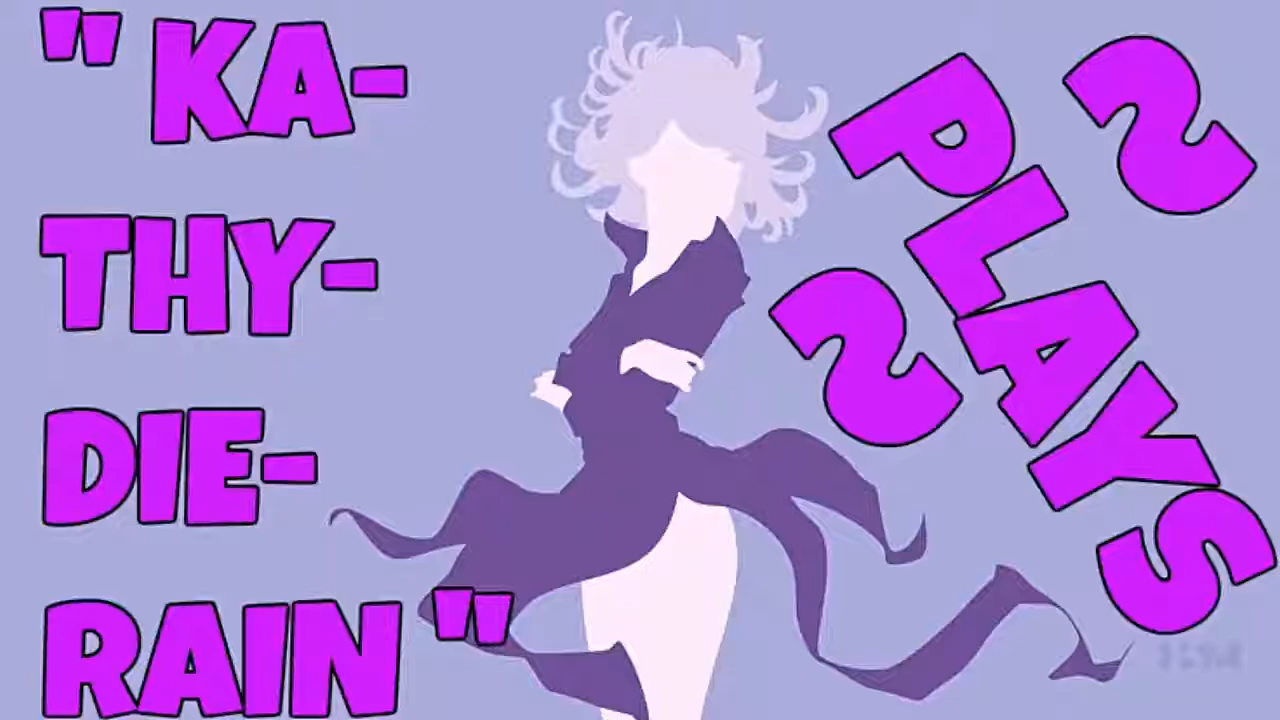 " KA-
THY-
DIE-
RAIN "
PLAYS